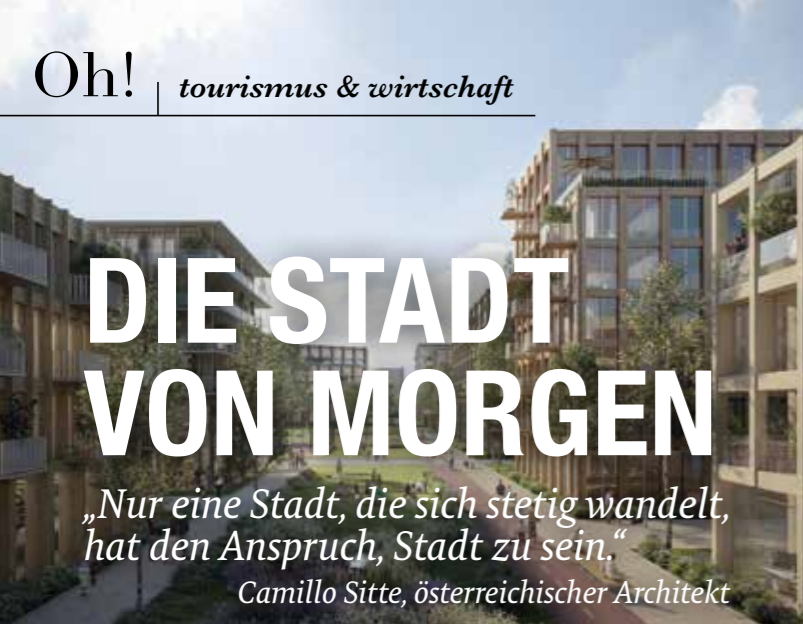 Oh! | tourismus & wirtschaft
DIE STADT
VON MORGEN
„Nur eine Stadt, die sich stetig wandelt,
hat den Anspruch, Stadt zu sein.“
Camillo Sitte, österreichischer Architekt